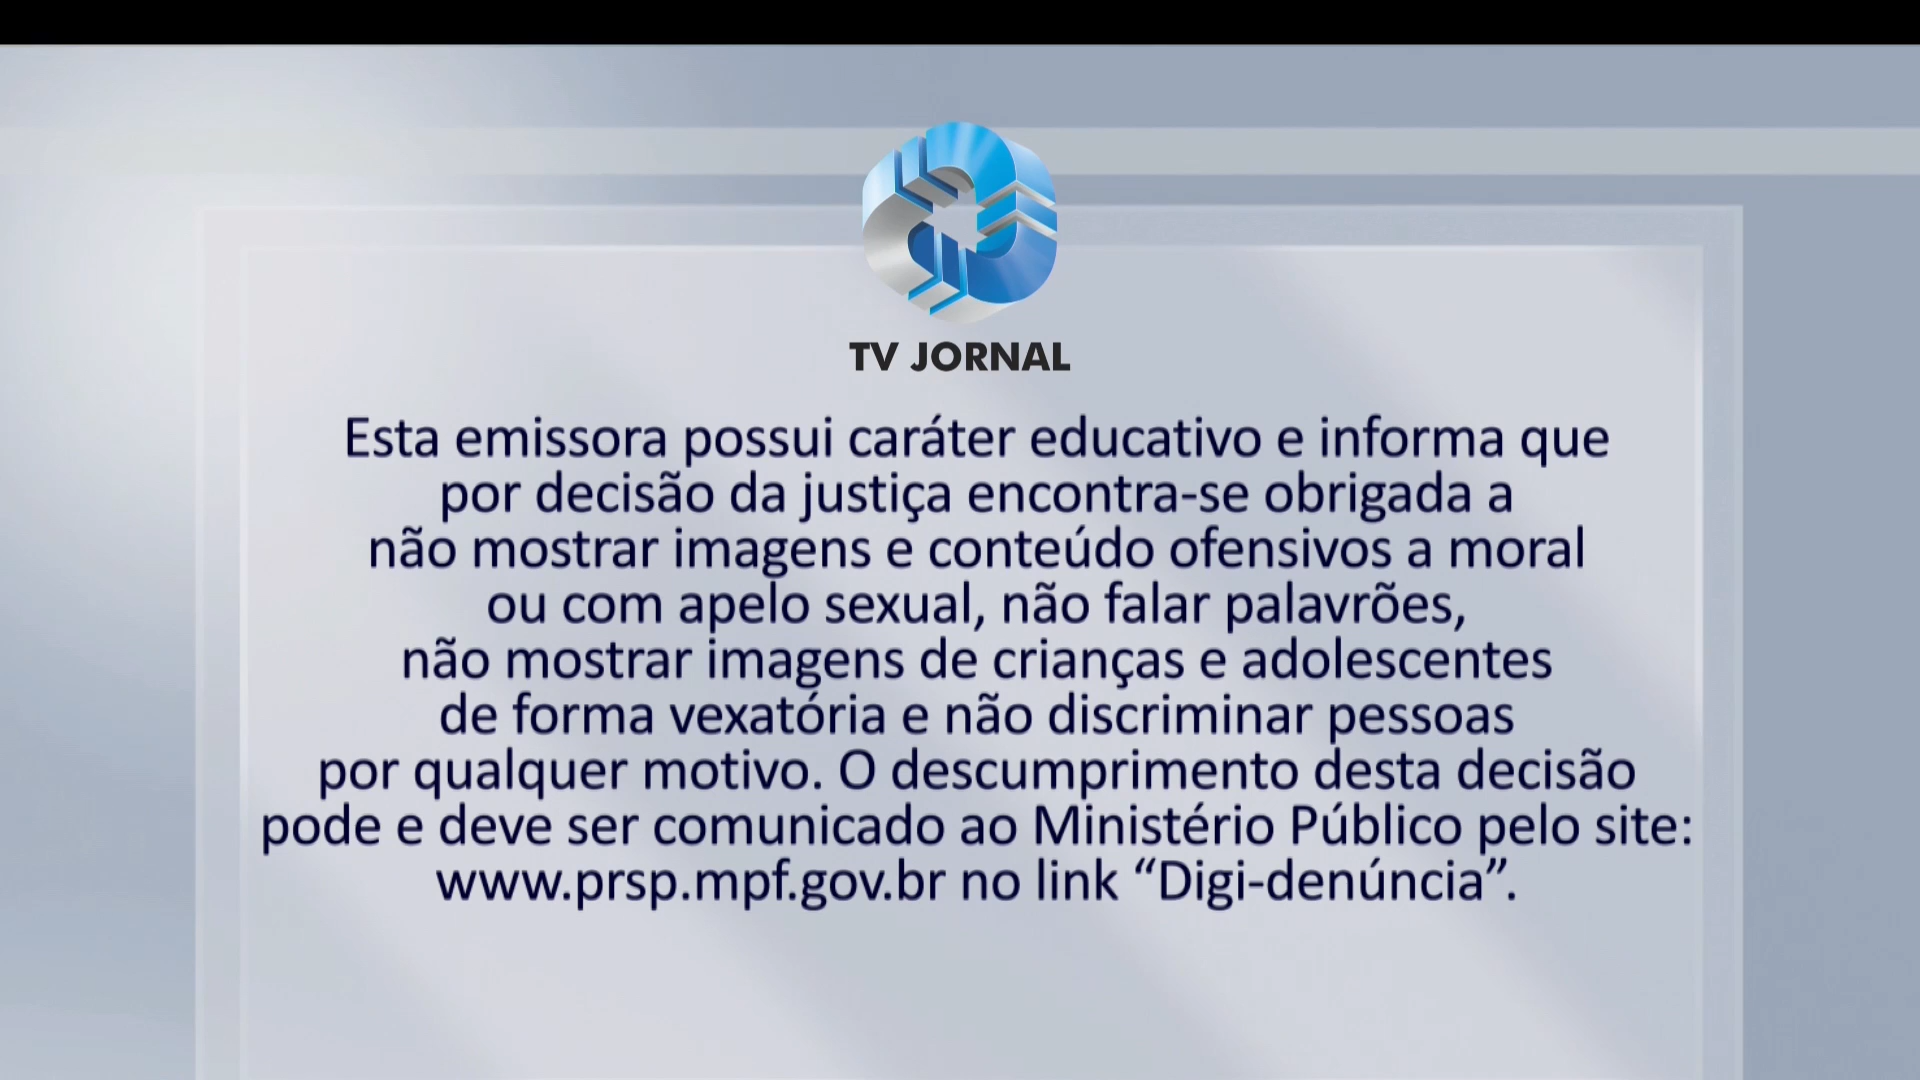 TV JORNAL
Esta emissora possui caráter educativo e informa que
por decisão da justiça encontra-se obrigada a
não mostrar imagens e conteúdo ofensivos a moral
ou com apelo sexual, não falar palavrões,
não mostrar imagens de crianças e adolescentes
de forma vexatória e não discriminar pessoas
por qualquer motivo. O descumprimento desta decisão
pode e deve ser comunicado ao Ministério Público pelo site:
www.prsp.mpf.gov.br no link “Digi-denúncia”.